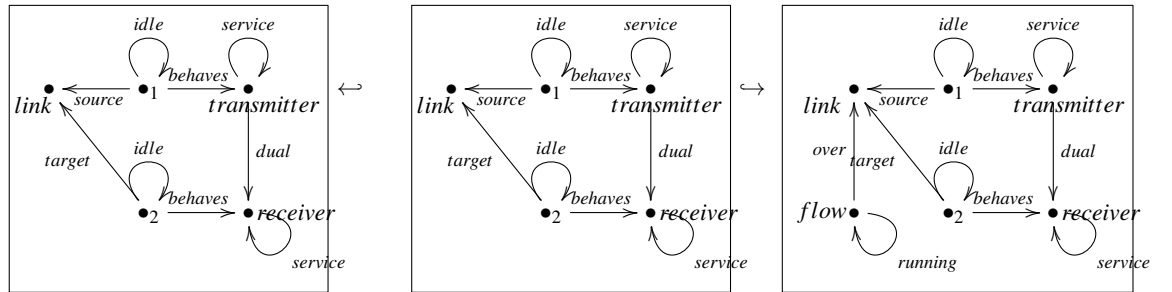 idle service idle service idle service
behaves behaves behaves
1 1 1
link source transmitter link source transmitter link source transmitter
target idle dual target idle dual over target idle dual
behaves behaves behaves
2 receiver 2 receiver flow 2 receiver
service service running service